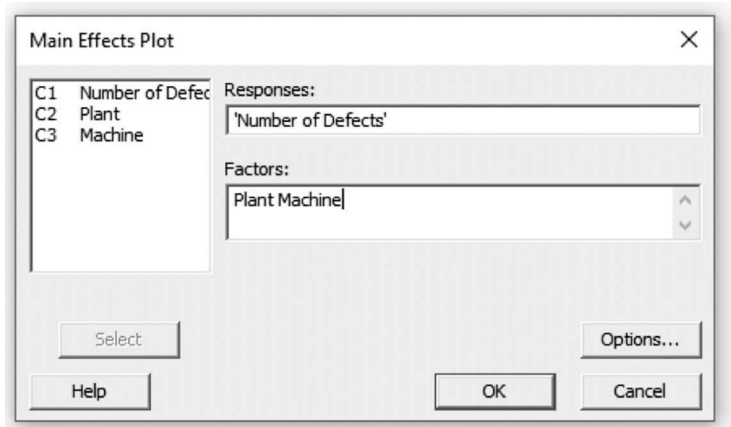 Main Effects Plot
C1 Number of Defec
C2 Plant
C3 Machine
Responses:
'Number of Defects'
Factors:
Plant Machine
Select
Options...
Help
OK
Cancel